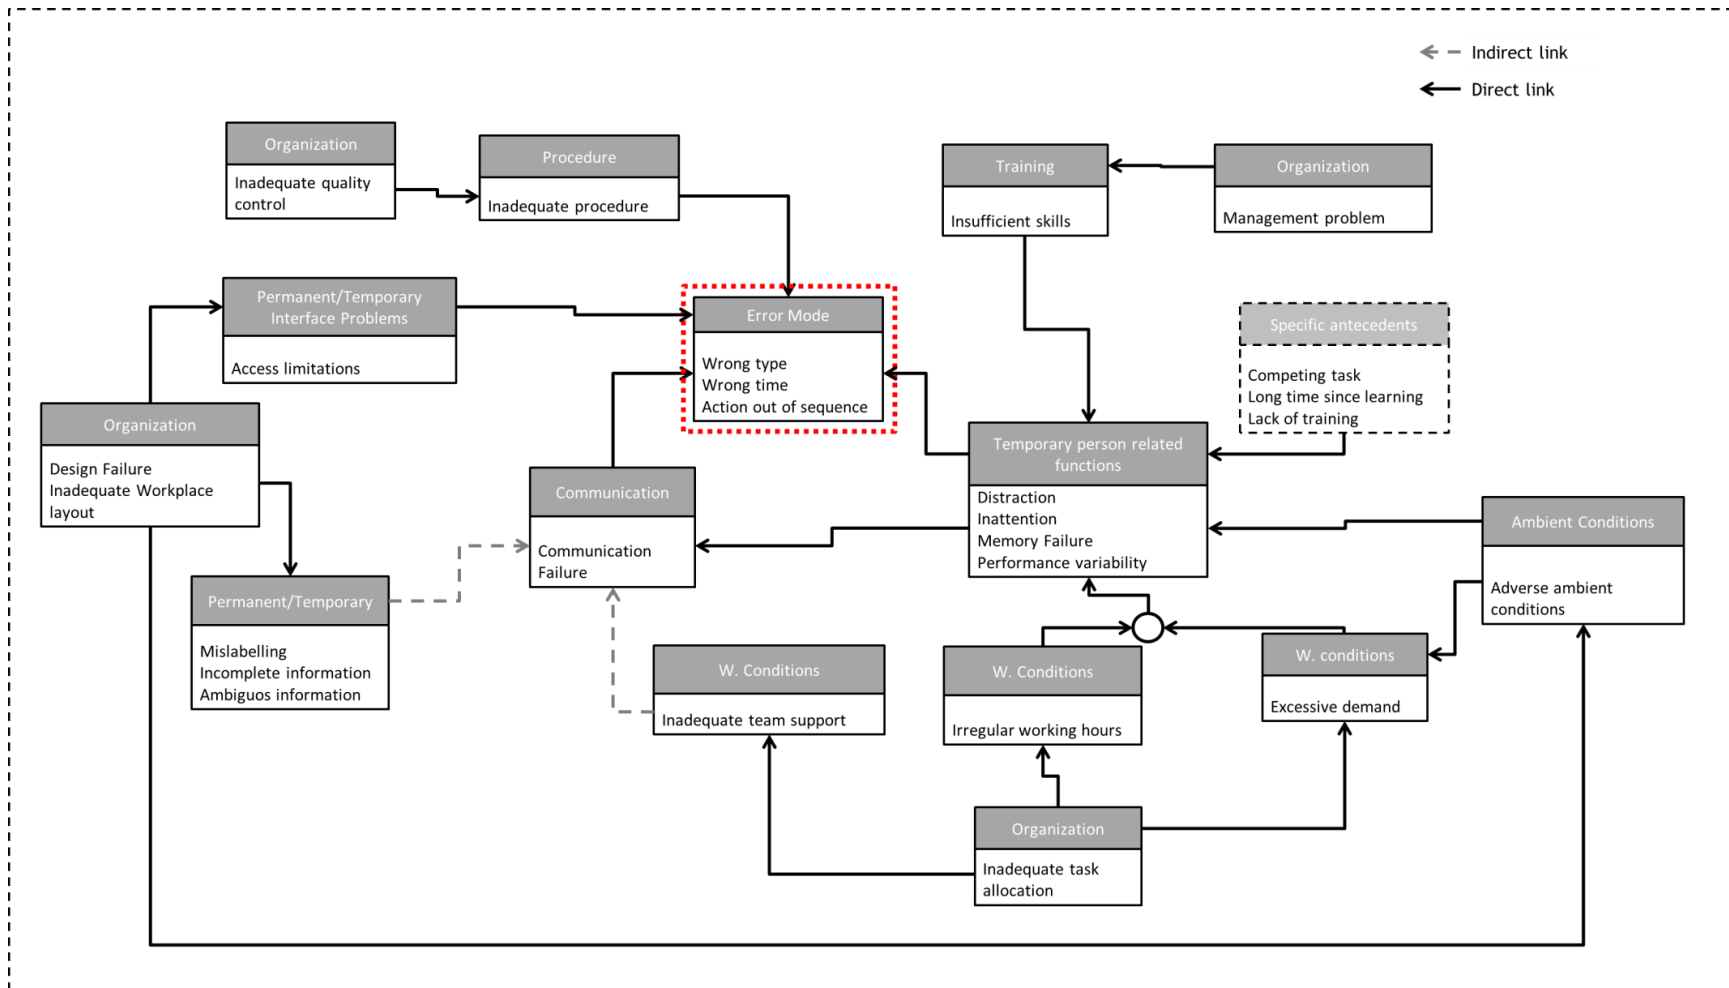 Indirect link
Direct link
Organization
Inadequate quality
control
Procedure
Inadequate procedure
Training
Insufficient skills
Organization
Management problem
Permanent/Temporary
Interface Problems
Access limitations
Error Mode
Wrong type
Wrong time
Action out of sequence
Specific antecedents
Competing task
Long time since learning
Lack of training
Organization
Design Failure
Inadequate Workplace
layout
Communication
Communication
Failure
Temporary person related
functions
Distraction
Inattention
Memory Failure
Performance variability
Ambient Conditions
Adverse ambient
conditions
Permanent/Temporary
Mislabelling
Incomplete information
Ambiguos information
W. Conditions
Inadequate team support
W. Conditions
Irregular working hours
W. conditions
Excessive demand
Organization
Inadequate task
allocation